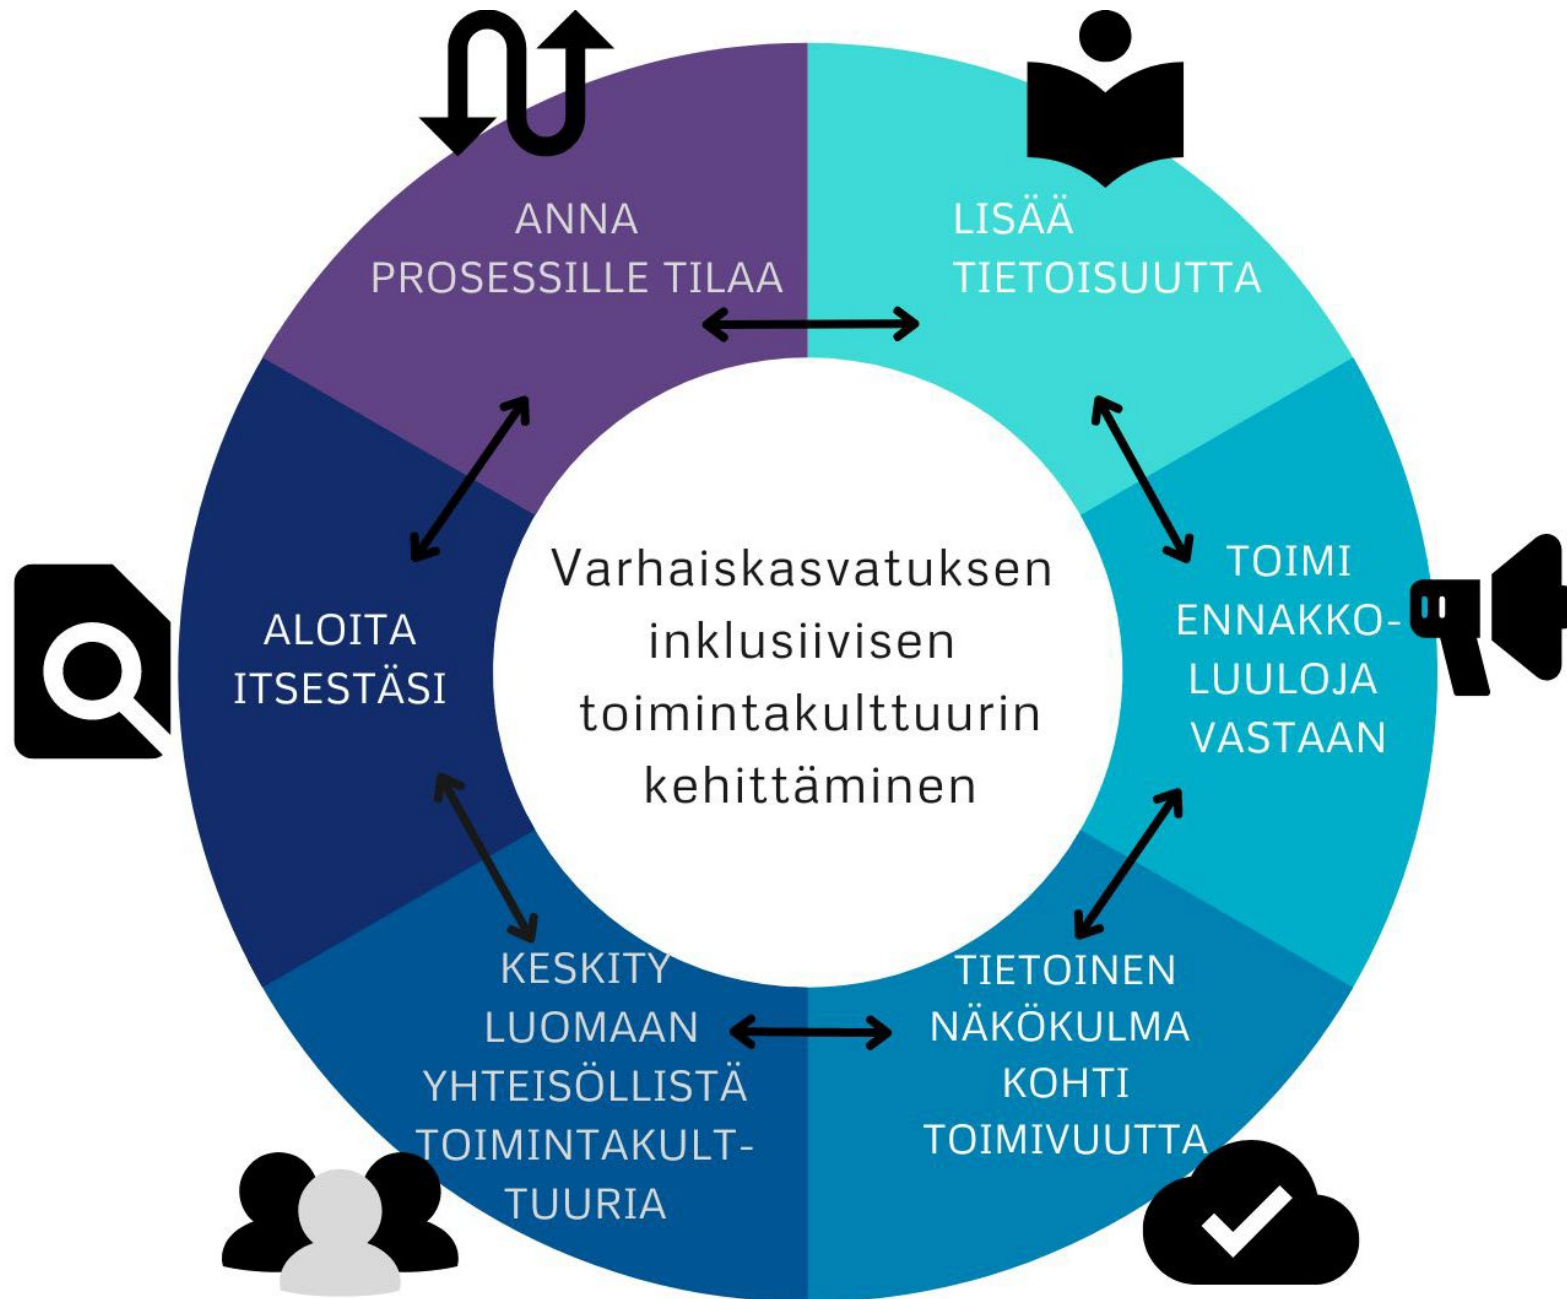 ANNA
PROSESSILLE TILAA
LISÄÄ
TIETOISUUTTA
TOIMI
ENNAKKO-
LUULOJA
VASTAAN
TIETOINEN
NÄKÖKULMA
KOHTI
TOIMIVUUTTA
KESKITY
LUOMAAN
YHTEISÖLLISTÄ
TOIMINTAKULT-
TUURIA
ALOITA
ITSESTÄSI
Varhaiskasvatuksen
inklusiivisen
toimintakulttuurin
kehittäminen